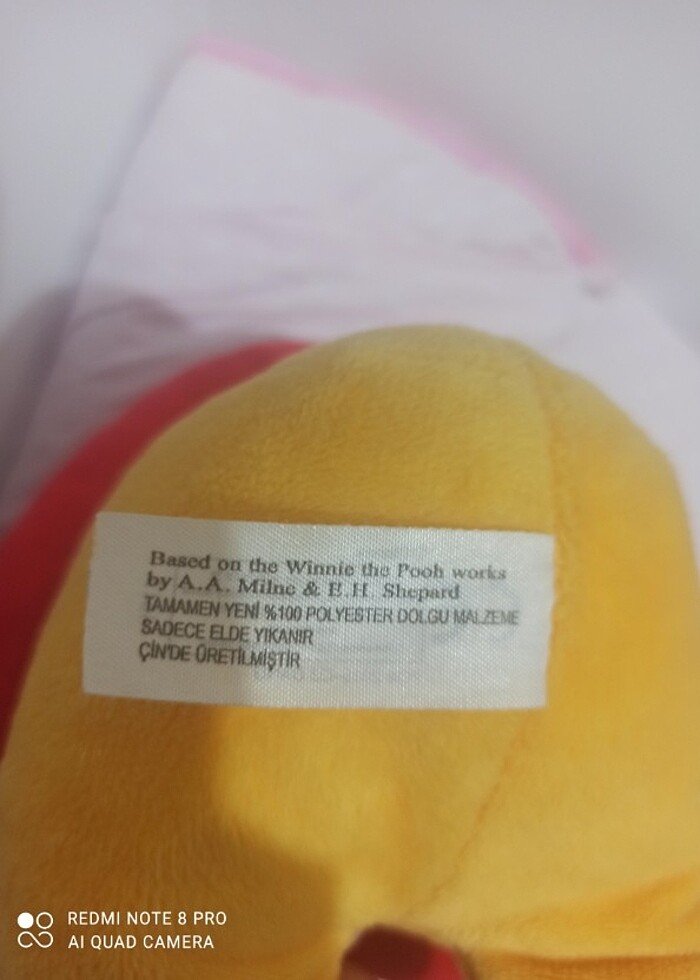 Based on the Winnie the Pooh works
by A.A. Milne & E.H. Shepard
TAMAMEN YENİ %100 POLYESTER DOLGU MALZEME
SADECE ELDE YIKANIR
ÇİN'DE ÜRETİLMİŞTİR
REDMI NOTE 8 PRO
AI QUAD CAMERA